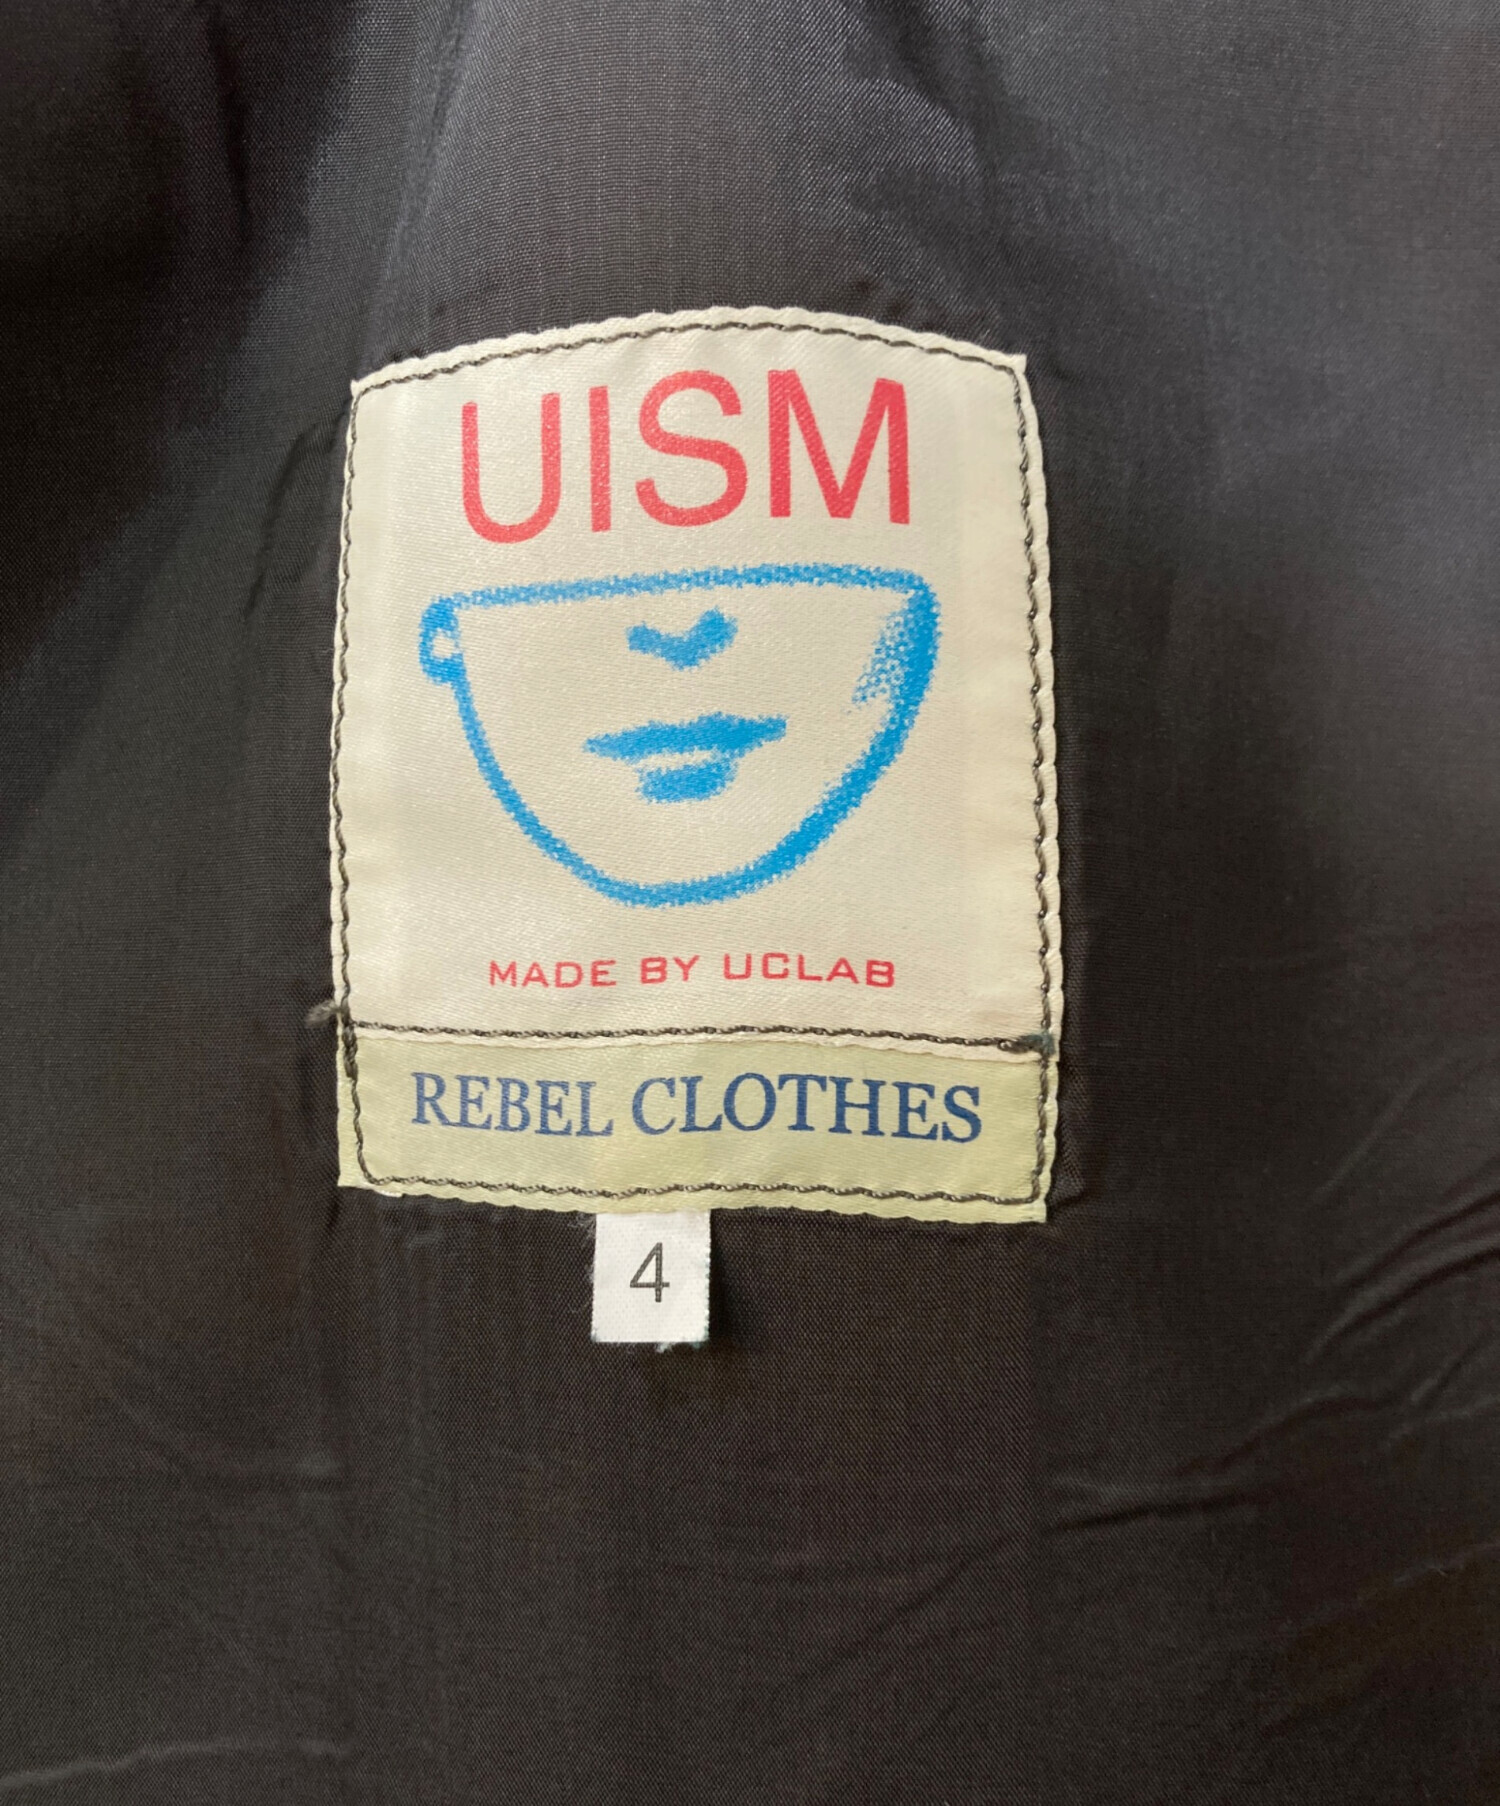 UISM
MADE BY UCLAB
REBEL CLOTHES
4